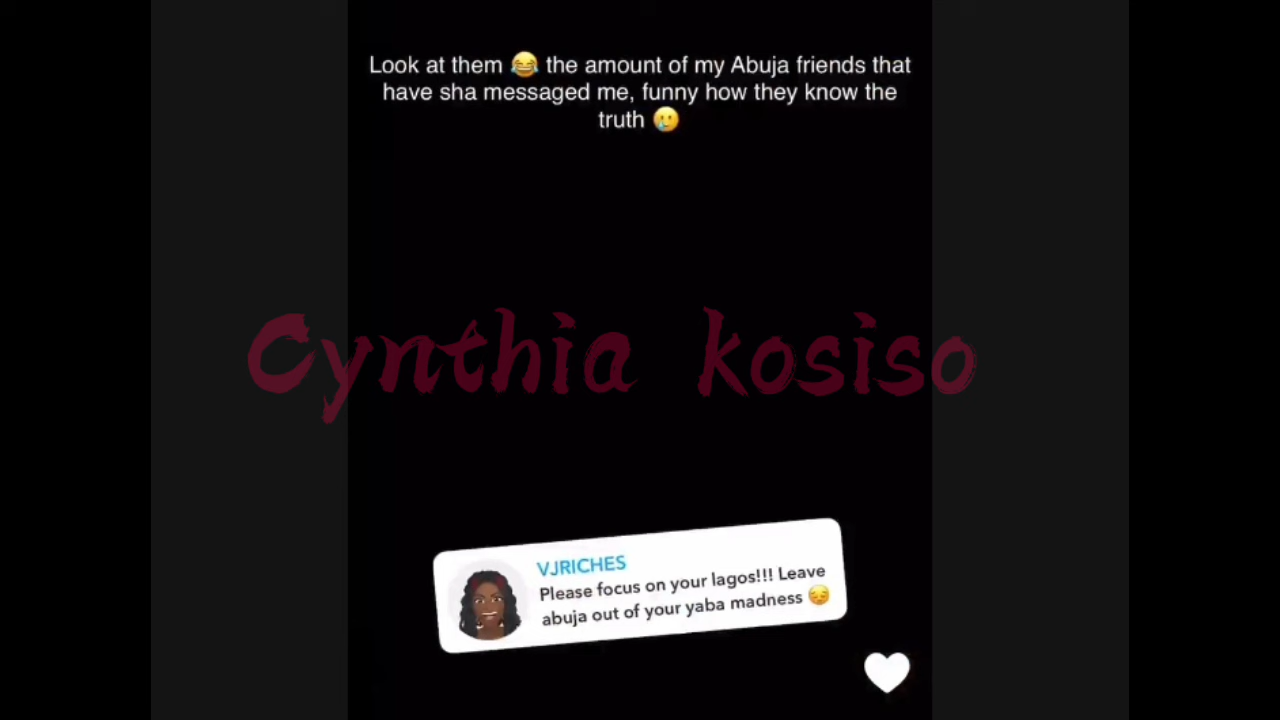 Look at them 😂 the amount of my Abuja friends that
have sha messaged me, funny how they know the
truth 🥲
Cynthia kosiso
VJRICHES
Please focus on your lagos!!! Leave
abuja out of your yaba madness 😔